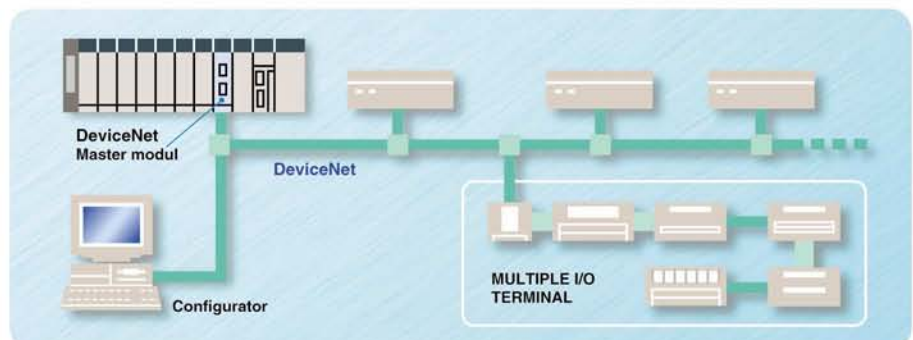 DeviceNet
Master modul
DeviceNet
Configurator
MULTIPLE I/O
TERMINAL